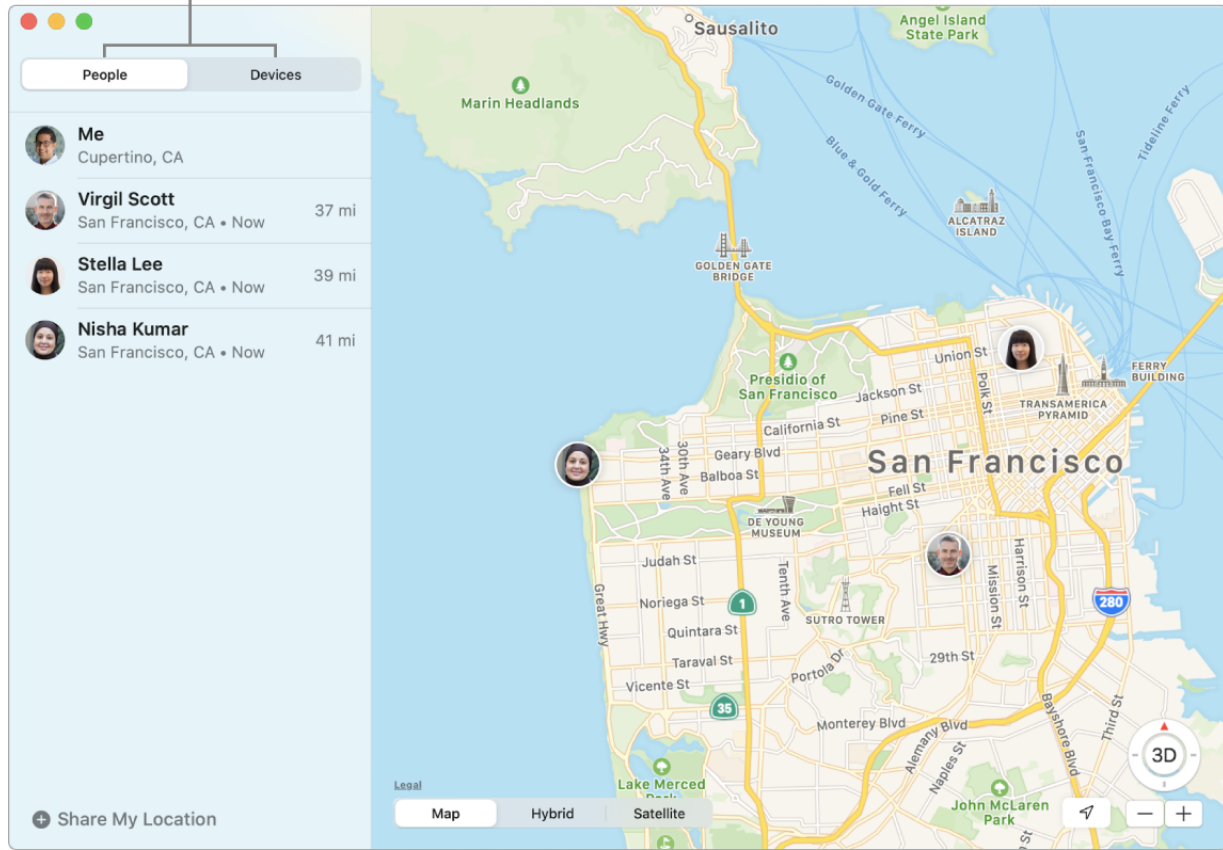 People
Devices
Me
Cupertino, CA
Virgil Scott
San Francisco, CA • Now
37 mi
Stella Lee
San Francisco, CA • Now
39 mi
Nisha Kumar
San Francisco, CA • Now
41 mi
Share My Location
Sausalito
Angel Island
State Park
Marin Headlands
Golden Gate Ferry
Blue & Gold Ferry
San Francisco Bay Ferry
Tideline Ferry
ALCATRAZ
ISLAND
GOLDEN GATE
BRIDGE
Union St
Polk St
FERRY
BUILDING
Presidio of
San Francisco
Jackson St
TRANSAMERICA
PYRAMID
Pine St
California St
30th Ave
34th Ave
Geary Blvd
Balboa St
San Francisco
Fell St
Haight St
DE YOUNG
MUSEUM
Judah St
Tenth Ave
Harrison St
Mission St
Great Hwy
Noriega St
1
280
SUTRO TOWER
Quintara St
Taraval St
Portola Dr
29th St
Vicente St
35
Monterey Blvd
Alemany Blvd
Naples St
Bayshore Blvd
Third St
3D
Lake Merced
Park
John McLaren
Park
St
Legal
Map
Hybrid
Satellite